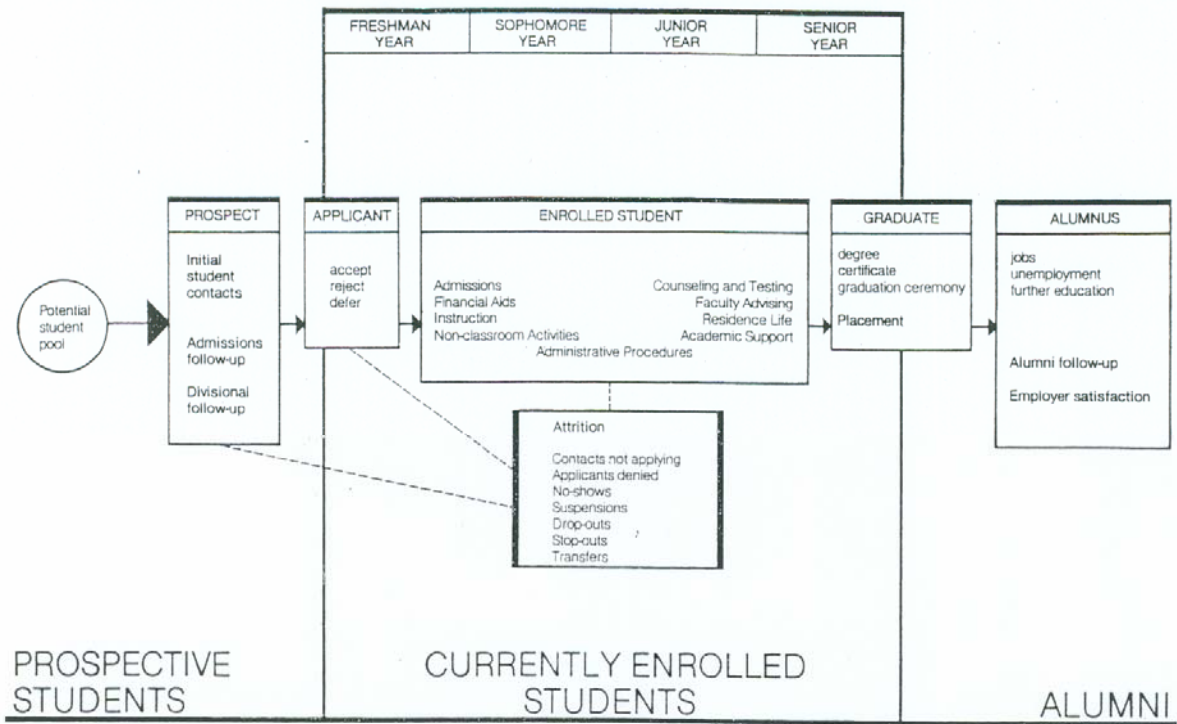 FRESHMAN
YEAR
SOPHOMORE
YEAR
JUNIOR
YEAR
SENIOR
YEAR
Potential
student
pool
PROSPECT
Initial
student
contacts
Admissions
follow-up
Divisional
follow-up
APPLICANT
accept
reject
defer
ENROLLED STUDENT
Admissions
Financial Aids
Instruction
Non-classroom Activities
Counseling and Testing
Faculty Advising
Residence Life
Academic Support
Administrative Procedures
Attrition
Contacts not applying
Applicants denied
No-shows
Suspensions
Drop-outs
Stop-outs
Transfers
GRADUATE
degree
certificate
graduation ceremony
Placement
ALUMNUS
jobs
unemployment
further education
Alumni follow-up
Employer satisfaction
PROSPECTIVE
STUDENTS
CURRENTLY ENROLLED
STUDENTS
ALUMNI